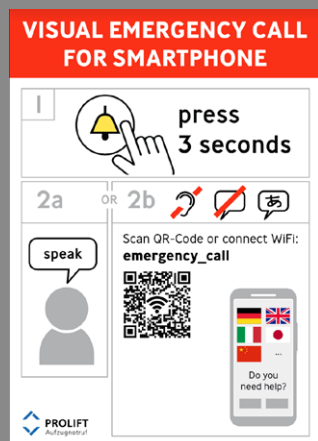 VISUAL EMERGENCY CALL
FOR SMARTPHONE
1
press
3 seconds
2a
OR
2b
あ
speak
Scan QR-Code or connect WiFi:
emergency_call
...
Do you
need help?
PROLIFT
Aufzugnotruf